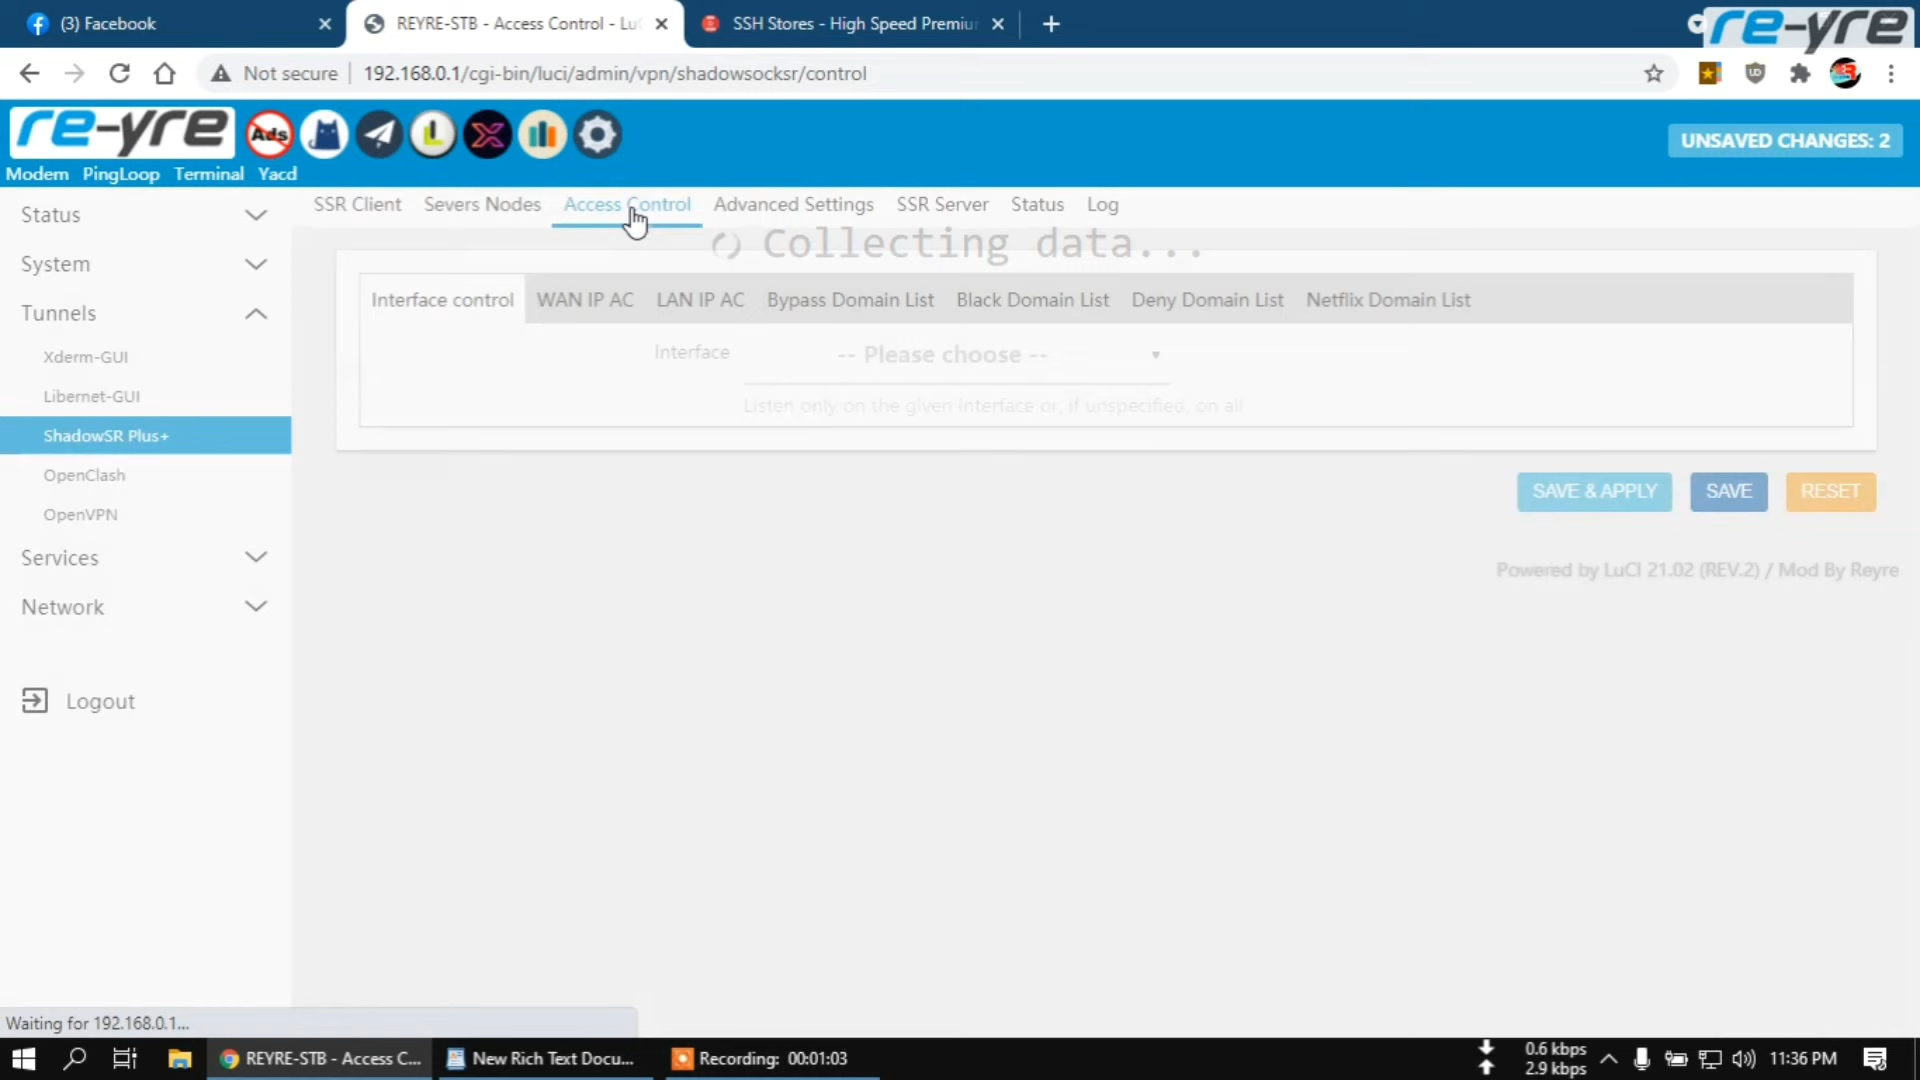 (3) Facebook
REYRE-STB - Access Control - Lu
SSH Stores - High Speed Premiu
re-yre
Not secure
192.168.0.1/cgi-bin/luci/admin/vpn/shadowsocksr/control
re-yre
Ads
UNSAVED CHANGES: 2
Modem PingLoop Terminal Yacd
Status
SSR Client Severs Nodes Access Control Advanced Settings SSR Server Status Log
Collecting data...
System
Interface control WAN IP AC LAN IP AC Bypass Domain List Black Domain List Deny Domain List Netflix Domain List
Tunnels
Interface
-- Please choose --
Xderm-GUI
Libernet-GUI
Listen only on the given interface or, if unspecified, on all
ShadowSR Plus+
OpenClash
SAVE & APPLY SAVE RESET
OpenVPN
Services
Powered by LuCI 21.02 (REV.2) / Mod By Reyre
Network
Logout
Waiting for 192.168.0.1...
REYRE-STB - Access C...
New Rich Text Docu...
Recording: 00:01:03
0.6 kbps
2.9 kbps
11:36 PM